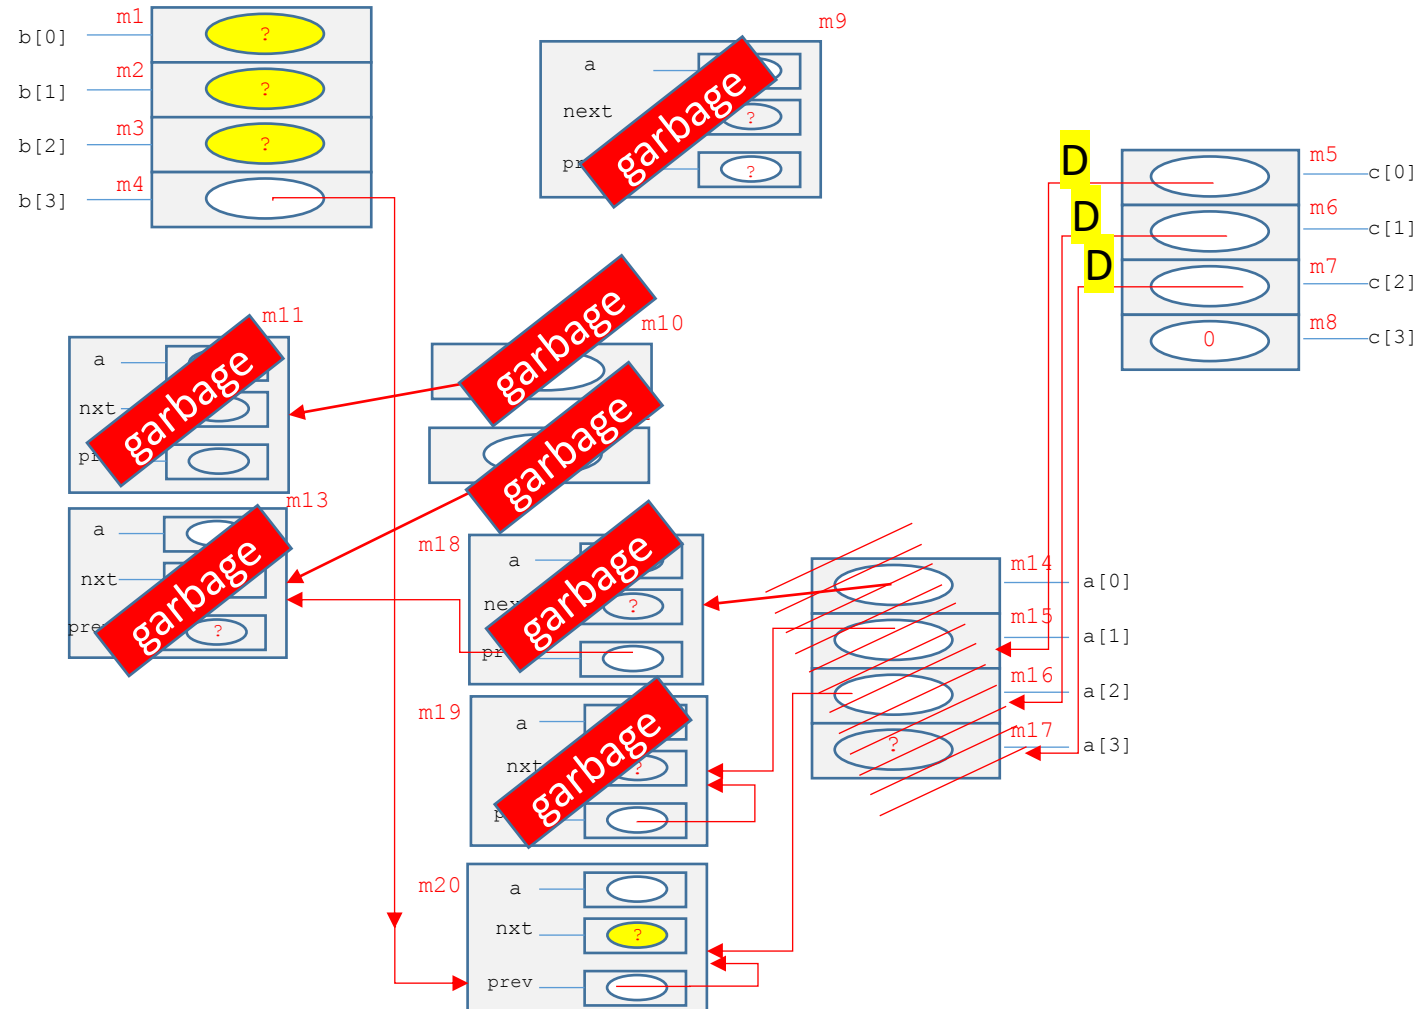 m1
b[0]
?
m2
b[1]
?
m3
b[2]
?
m4
b[3]
m9
a
next
?
pr
?
garbage
D
D
D
m5
c[0]
m6
c[1]
m7
c[2]
m8
c[3]
0
m11
a
nxt
garbage
m10
garbage
garbage
m13
a
nxt
prev
?
garbage
m18
a
?
garbage
m19
a
nxt
?
garbage
m14
a[0]
m15
a[1]
m16
a[2]
m17
a[3]
?
m20
a
nxt
?
prev